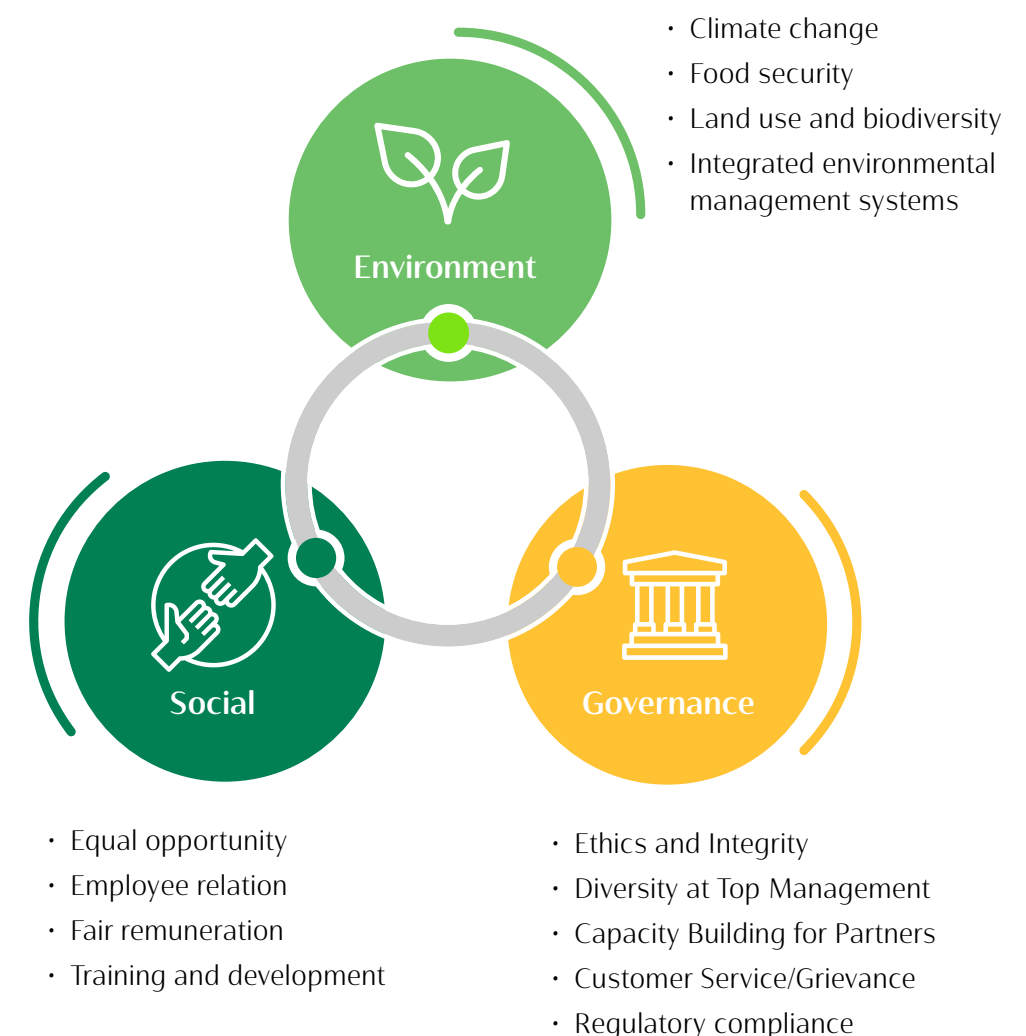 • Climate change
• Food security
• Land use and biodiversity
• Integrated environmental
management systems
Environment
Social
Governance
• Equal opportunity
• Employee relation
• Fair remuneration
• Training and development
• Ethics and Integrity
• Diversity at Top Management
• Capacity Building for Partners
• Customer Service/Grievance
• Regulatory compliance